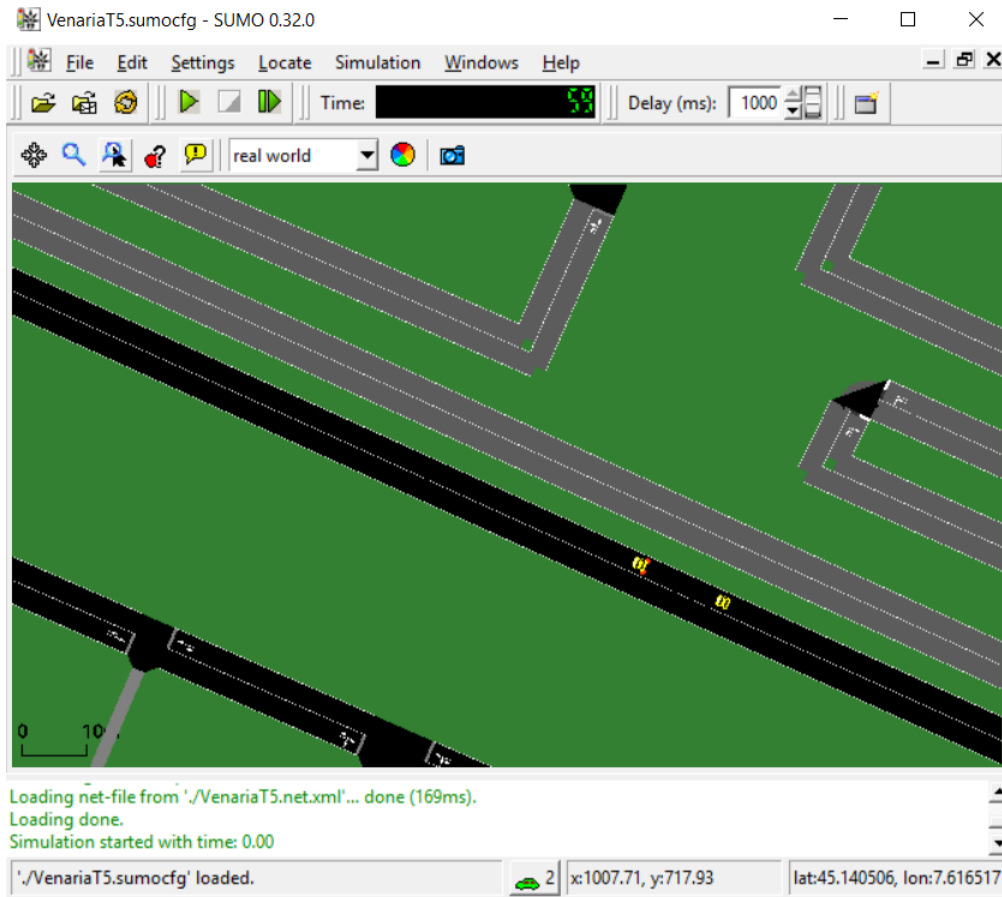 VenariaT5.sumocfg - SUMO 0.32.0
File Edit Settings Locate Simulation Windows Help
Time: 59 Delay (ms): 1000
real world
0 10
Loading net-file from './VenariaT5.net.xml'... done (169ms).
Loading done.
Simulation started with time: 0.00
'./VenariaT5.sumocfg' loaded. 2 x:1007.71, y:717.93 lat:45.140506, lon:7.616517